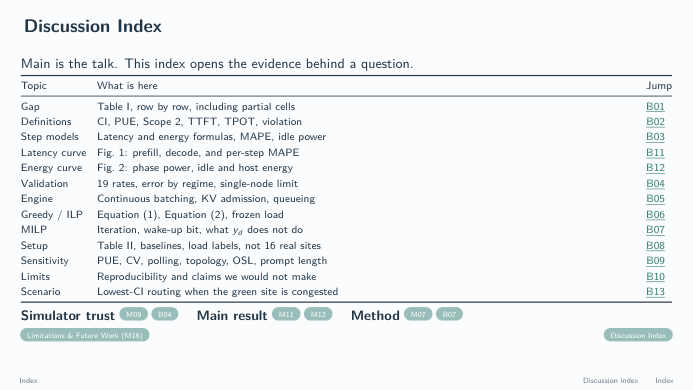 Discussion Index
Main is the talk. This index opens the evidence behind a question.
Topic What is here Jump
Gap Table I, row by row, including partial cells B01
Definitions CI, PUE, Scope 2, TTFT, TPOT, violation B02
Step models Latency and energy formulas, MAPE, idle power B03
Latency curve Fig. 1: prefill, decode, and per-step MAPE B11
Energy curve Fig. 2: phase power, idle and host energy B12
Validation 19 rates, error by regime, single-node limit B04
Engine Continuous batching, KV admission, queueing B05
Greedy / ILP Equation (1), Equation (2), frozen load B06
MILP Iteration, wake-up bit, what y_d does not do B07
Setup Table II, baselines, load labels, not 16 real sites B08
Sensitivity PUE, CV, polling, topology, OSL, prompt length B09
Limits Reproducibility and claims we would not make B10
Scenario Lowest-CI routing when the green site is congested B13
Simulator trust M09 B04 Main result M11 M12 Method M07 B07
Limitations & Future Work (M16) Discussion Index
Index Discussion index Index